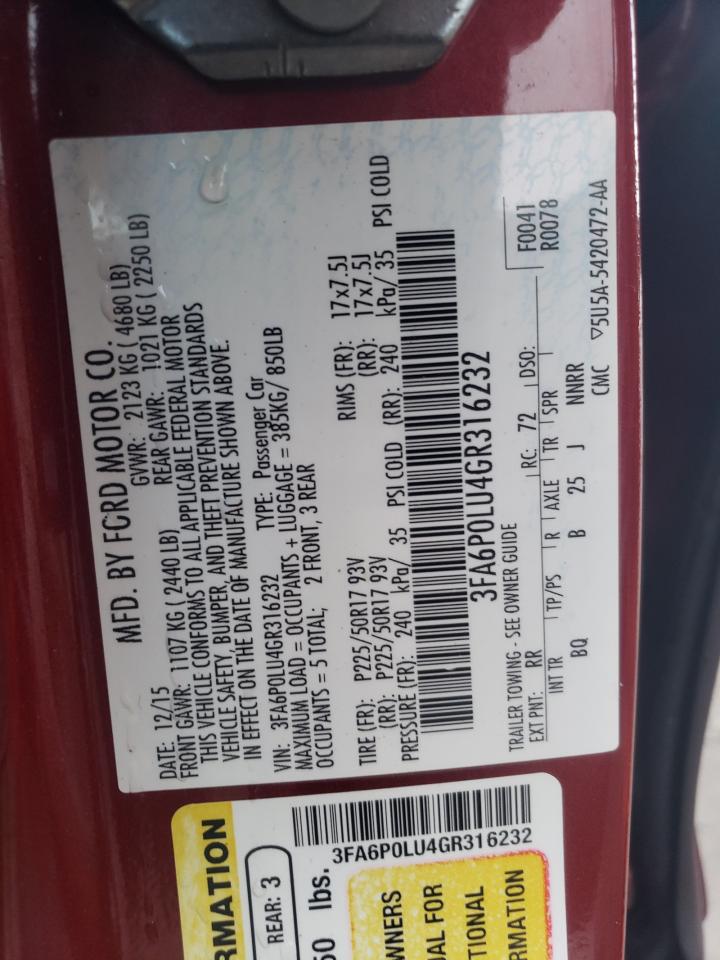 MFD. BY FORD MOTOR CO.
DATE: 12/15 GVWR: 2123 KG ( 4680 LB)
FRONT GAWR: 1107 KG ( 2440 LB) REAR GAWR: 1021 KG ( 2250 LB)
THIS VEHICLE CONFORMS TO ALL APPLICABLE FEDERAL MOTOR
VEHICLE SAFETY, BUMPER, AND THEFT PREVENTION STANDARDS
IN EFFECT ON THE DATE OF MANUFACTURE SHOWN ABOVE.
VIN: 3FA6P0LU4GR316232 TYPE: Passenger Car
MAXIMUM LOAD = OCCUPANTS + LUGGAGE = 385KG/ 850LB
OCCUPANTS = 5 TOTAL; 2 FRONT, 3 REAR
TIRE (FR): P225/50R17 93V RIMS (FR): 17x7.5J
(RR): P225/50R17 93V (RR): 17x7.5J
PRESSURE (FR): 240 kPa/ 35 PSI COLD (RR): 240 kPa/ 35 PSI COLD
3FA6P0LU4GR316232
TRAILER TOWING - SEE OWNER GUIDE F0041
EXT PNT: RR RC: 72 DSO: R0078
INT TR TP/PS R AXLE TR SPR
BQ B 25 J NNRR
CMC ▽5U5A-5420472-AA
RMATION
REAR: 3
50 lbs.
3FA6P0LU4GR316232
WNERS
AL FOR
TIONAL
RMATION